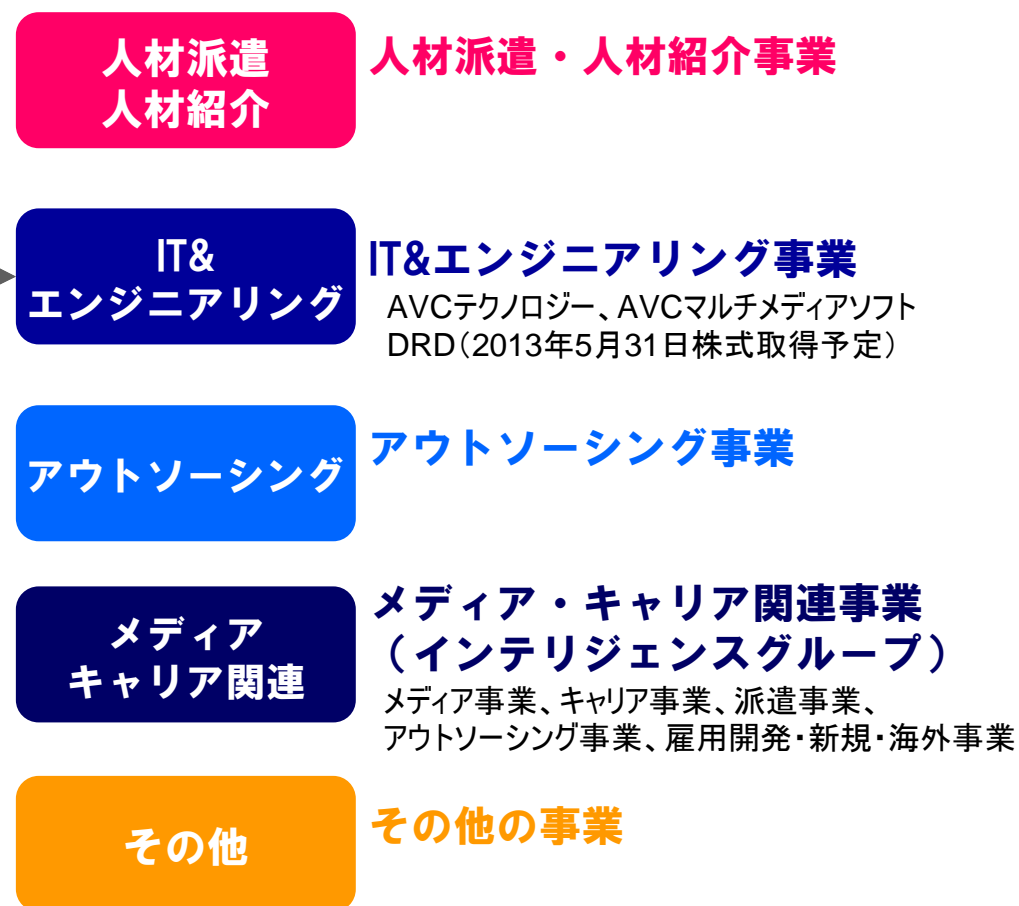 人材派遣
人材紹介
人材派遣・人材紹介事業
IT&
エンジニアリング
IT&エンジニアリング事業
AVCテクノロジー、AVCマルチメディアソフト
DRD（2013年5月31日株式取得予定）
アウトソーシング
アウトソーシング事業
メディア
キャリア関連
メディア・キャリア関連事業
（インテリジェンスグループ）
メディア事業、キャリア事業、派遣事業、
アウトソーシング事業、雇用開発・新規・海外事業
その他
その他の事業